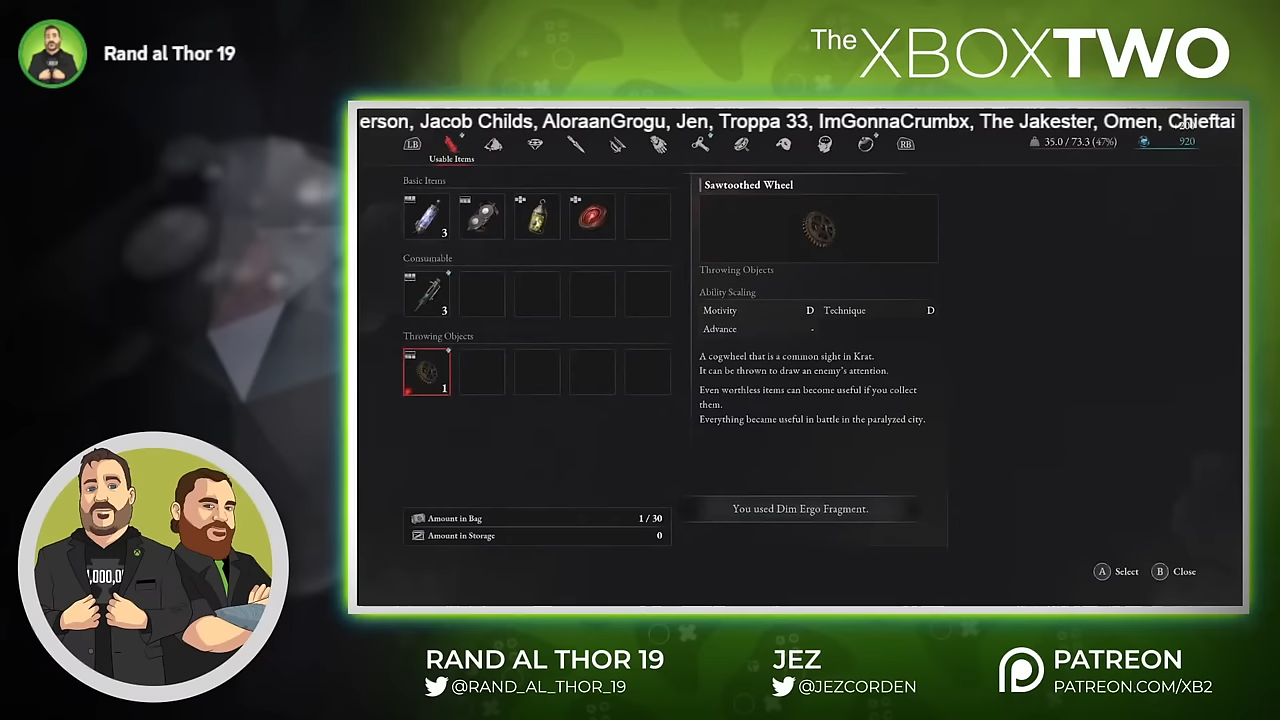 Rand al Thor 19
The XBOXTWO
erson, Jacob Childs, AloraanGrogu, Jen, Troppa 33, ImGonnaCrumbx, The Jakester, Omen, Chieftai
LB
RB
35.0 / 73.3 (47%)
920
Usable Items
Basic Items
3
Consumable
3
Throwing Objects
1
Amount in Bag 1 / 30
Amount in Storage 0
Sawtoothed Wheel
Throwing Objects
Ability Scaling
Motivity D Technique D
Advance -
A cogwheel that is a common sight in Krat.
It can be thrown to draw an enemy's attention.
Even worthless items can become useful if you collect
them.
Everything became useful in battle in the paralyzed city.
You used Dim Ergo Fragment.
A Select B Close
,000,0
RAND AL THOR 19
@RAND_AL_THOR_19
JEZ
@JEZCORDEN
PATREON
PATREON.COM/XB2